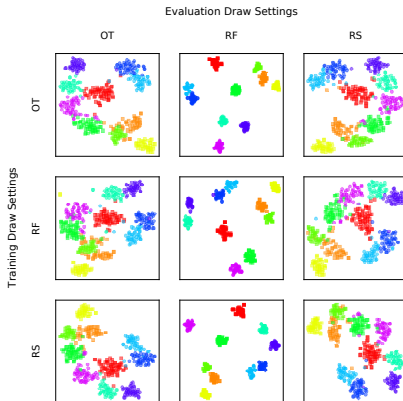 Evaluation Draw Settings
OT RF RS
Training Draw Settings
OT
RF
RS